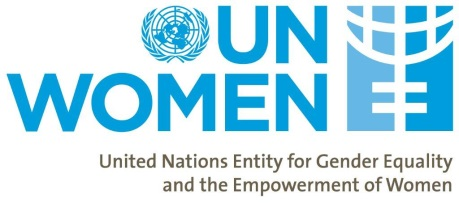 UN
WOMEN
United Nations Entity for Gender Equality
and the Empowerment of Women